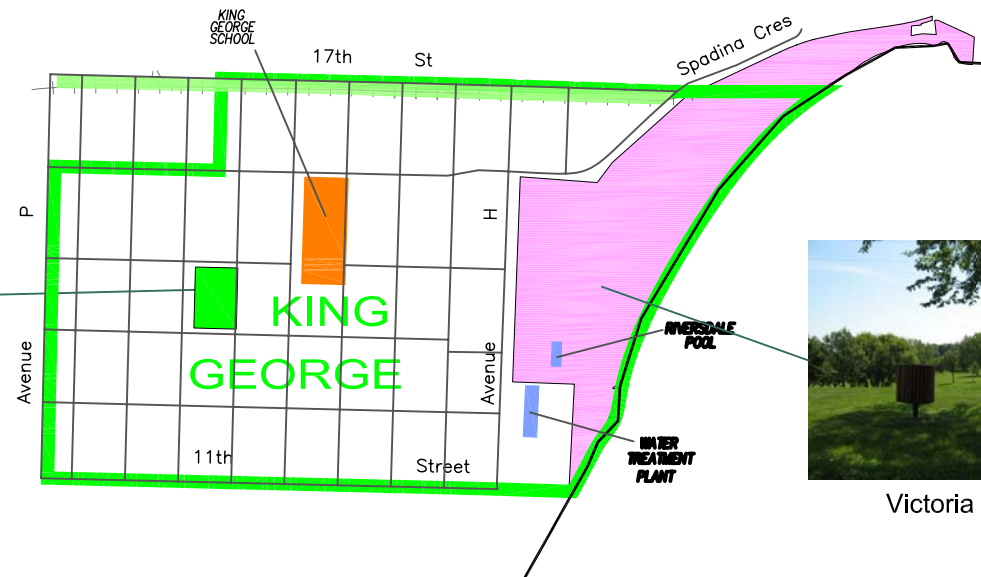 KING
GEORGE
SCHOOL
17th St
Spadina Cres
P
Avenue
H
Avenue
KING
GEORGE
RIVERSDALE
POOL
WATER
TREATMENT
PLANT
11th Street
Victoria